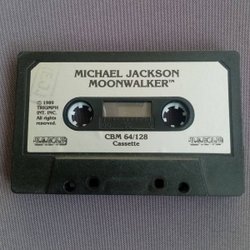 MICHAEL JACKSON
MOONWALKER™
© 1989
TRIUMPH
INT. INC.
All rights
reserved.
CBM 64/128
Cassette